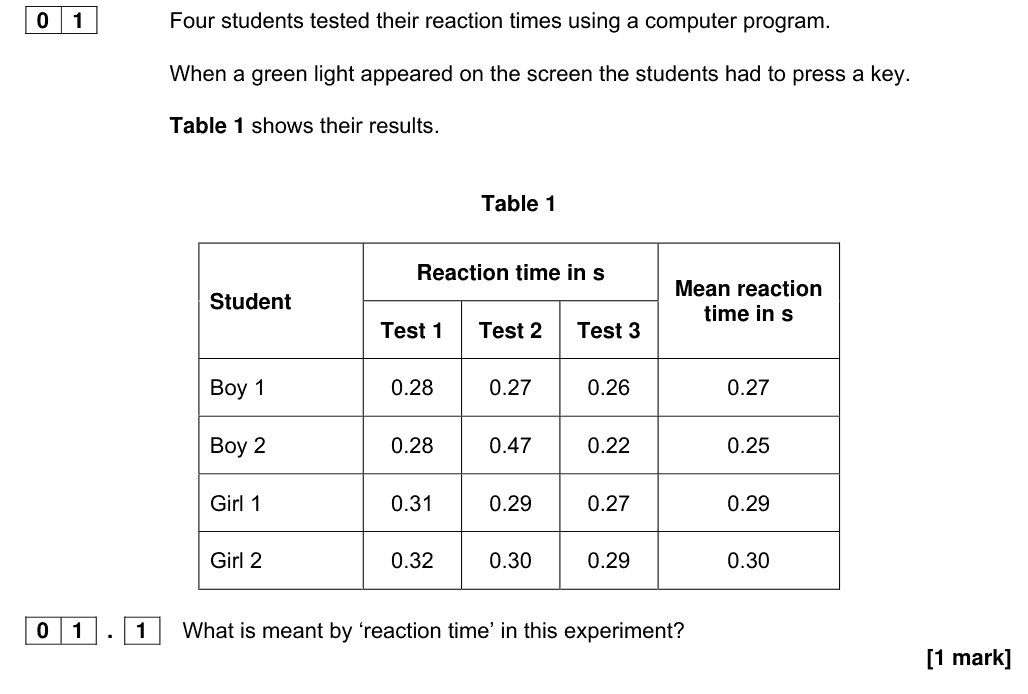 0 1 Four students tested their reaction times using a computer program.
When a green light appeared on the screen the students had to press a key.
Table 1 shows their results.
Table 1
Student Reaction time in s Mean reaction time in s
Test 1 Test 2 Test 3
Boy 1 0.28 0.27 0.26 0.27
Boy 2 0.28 0.47 0.22 0.25
Girl 1 0.31 0.29 0.27 0.29
Girl 2 0.32 0.30 0.29 0.30
0 1 . 1 What is meant by ‘reaction time’ in this experiment?
[1 mark]